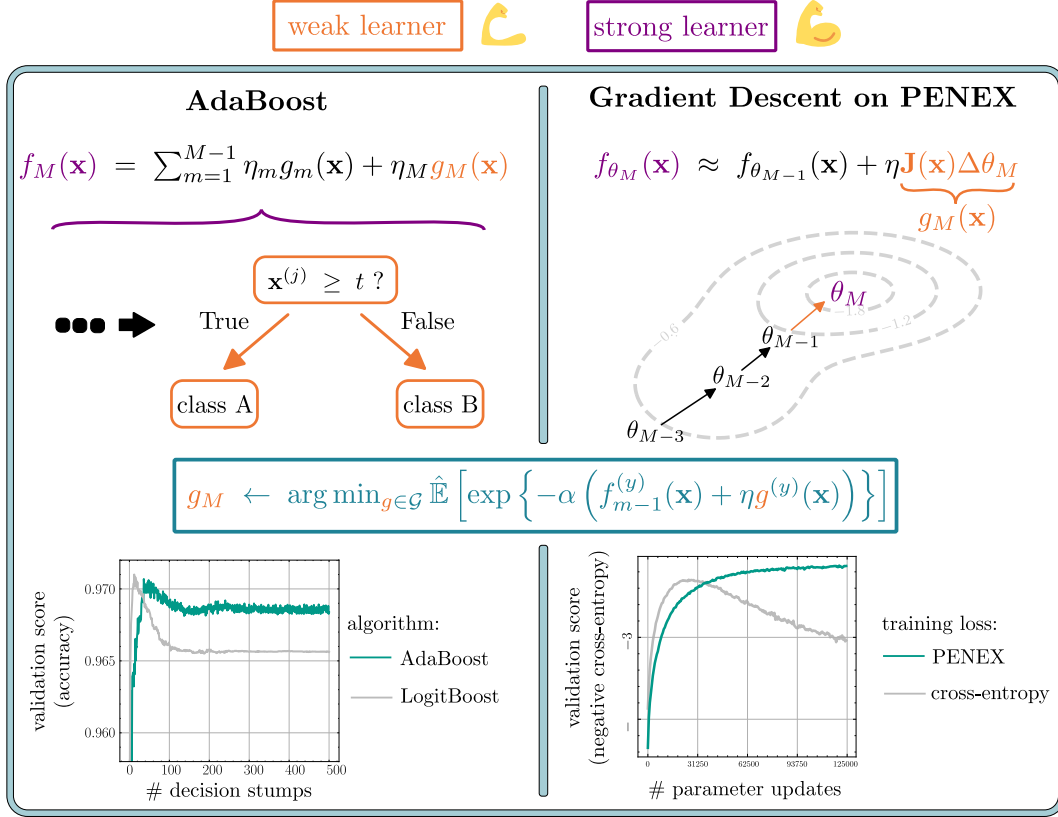 weak learner
strong learner
AdaBoost
f_M(x) = ∑_{m=1}^{M−1} η_m g_m(x) + η_M g_M(x)
x^{(j)} ≥ t ?
True
False
class A
class B
Gradient Descent on PENEX
f_{θ_M}(x) ≈ f_{θ_{M−1}}(x) + ηJ(x)Δθ_M
g_M(x)
θ_M
−1.8
−1.2
−0.6
θ_{M−1}
θ_{M−2}
θ_{M−3}
g_M ← arg min_{g∈𝒢} 𝔼̂ [exp {−α (f_{m−1}^{(y)}(x) + ηg^{(y)}(x))}]
validation score
(accuracy)
0.970
0.965
0.960
0 100 200 300 400 500
# decision stumps
algorithm:
AdaBoost
LogitBoost
validation score
(negative cross-entropy)
−3
−
0 31250 62500 93750 125000
# parameter updates
training loss:
PENEX
cross-entropy